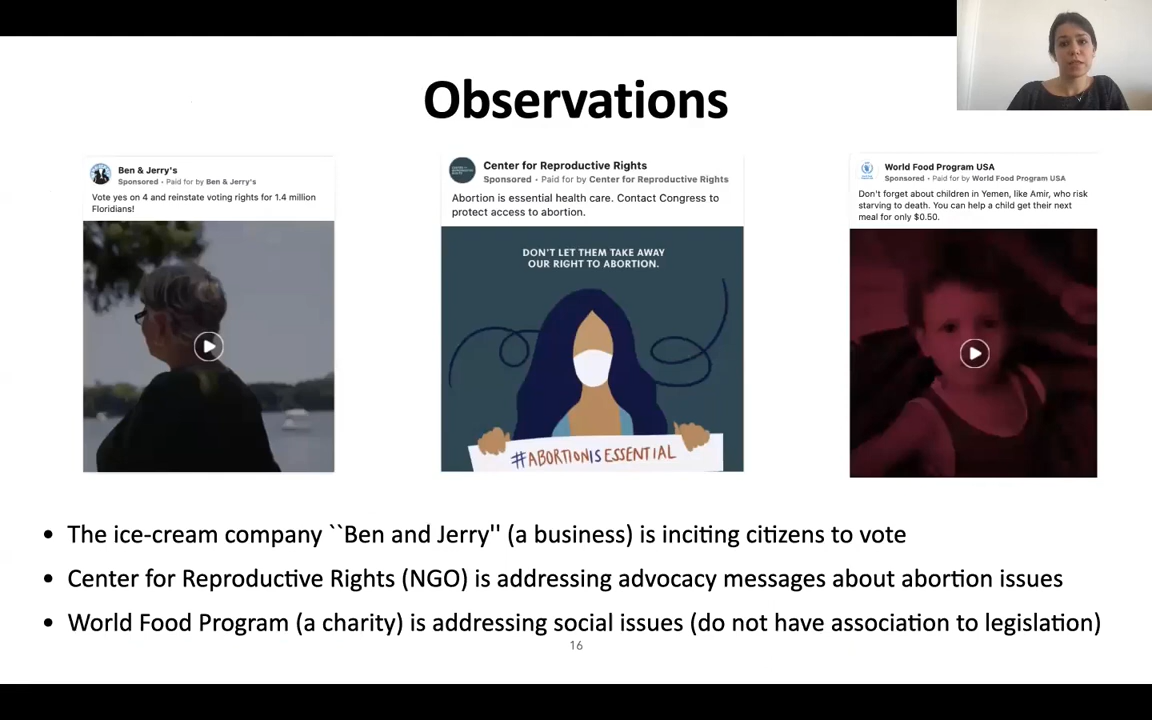 Observations
Ben & Jerry's
Sponsored • Paid for by Ben & Jerry's
Vote yes on 4 and reinstate voting rights for 1.4 million
Floridians!
Center for Reproductive Rights
Sponsored • Paid for by Center for Reproductive Rights
Abortion is essential health care. Contact Congress to
protect access to abortion.
DON'T LET THEM TAKE AWAY
OUR RIGHT TO ABORTION.
#ABORTIONISESSENTIAL
World Food Program USA
Sponsored • Paid for by World Food Program USA
Don't forget about children in Yemen, like Amir, who risk
starving to death. You can help a child get their next
meal for only $0.50.
• The ice-cream company ``Ben and Jerry'' (a business) is inciting citizens to vote
• Center for Reproductive Rights (NGO) is addressing advocacy messages about abortion issues
• World Food Program (a charity) is addressing social issues (do not have association to legislation)
16